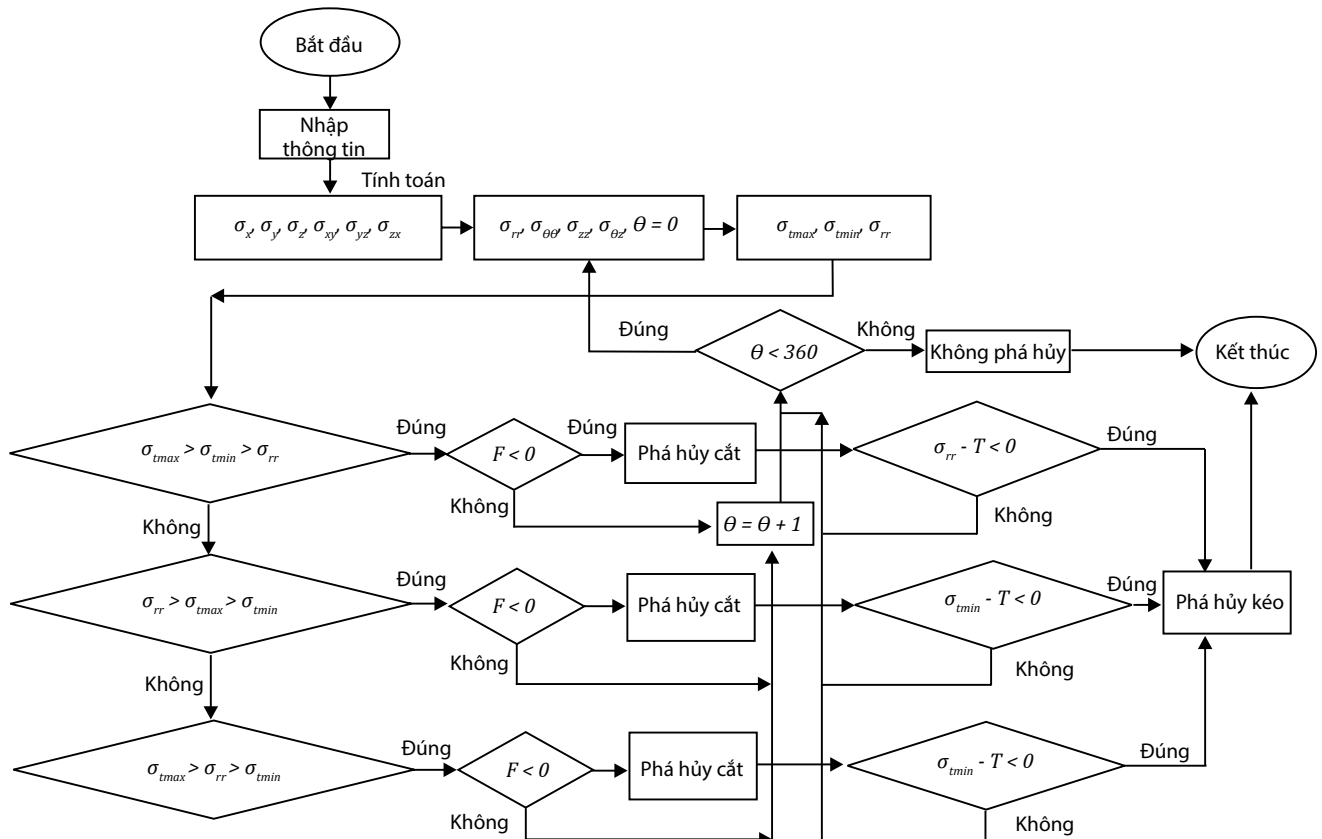 Bắt đầu
Nhập
thông tin
Tính toán
σx, σy, σz, σxy, σyz, σzx
σrr, σθθ, σzz, σθz, θ = 0
σtmax, σtmin, σrr
Đúng
θ < 360
Không
Không phá hủy
Kết thúc
σtmax > σtmin > σrr
Đúng
F < 0
Đúng
Phá hủy cắt
σrr - T < 0
Đúng
Không
Không
θ = θ + 1
Không
σrr > σtmax > σtmin
Đúng
F < 0
Phá hủy cắt
σtmin - T < 0
Đúng
Phá hủy kéo
Không
Không
Không
σtmax > σrr > σtmin
Đúng
F < 0
Phá hủy cắt
σtmin - T < 0
Đúng
Không
Không